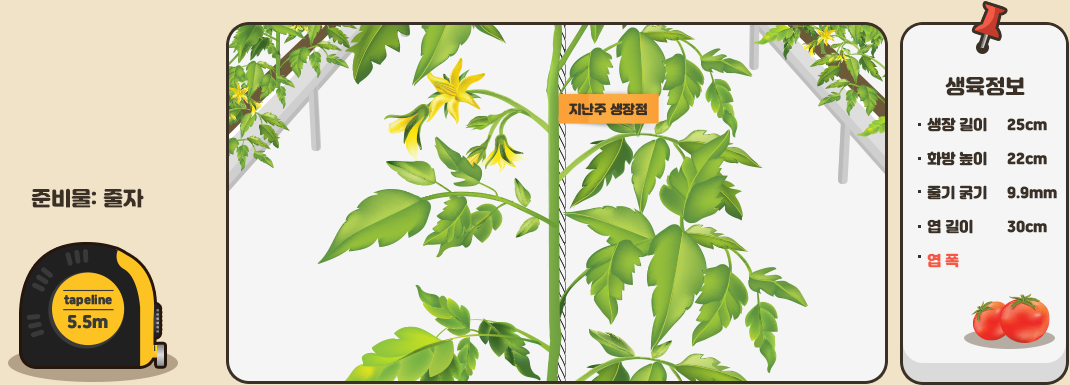 준비물: 줄자
tapeline
5.5m
지난주 생장점
생육정보
· 생장 길이 25cm
· 화방 높이 22cm
· 줄기 굵기 9.9mm
· 엽 길이 30cm
· 엽 폭